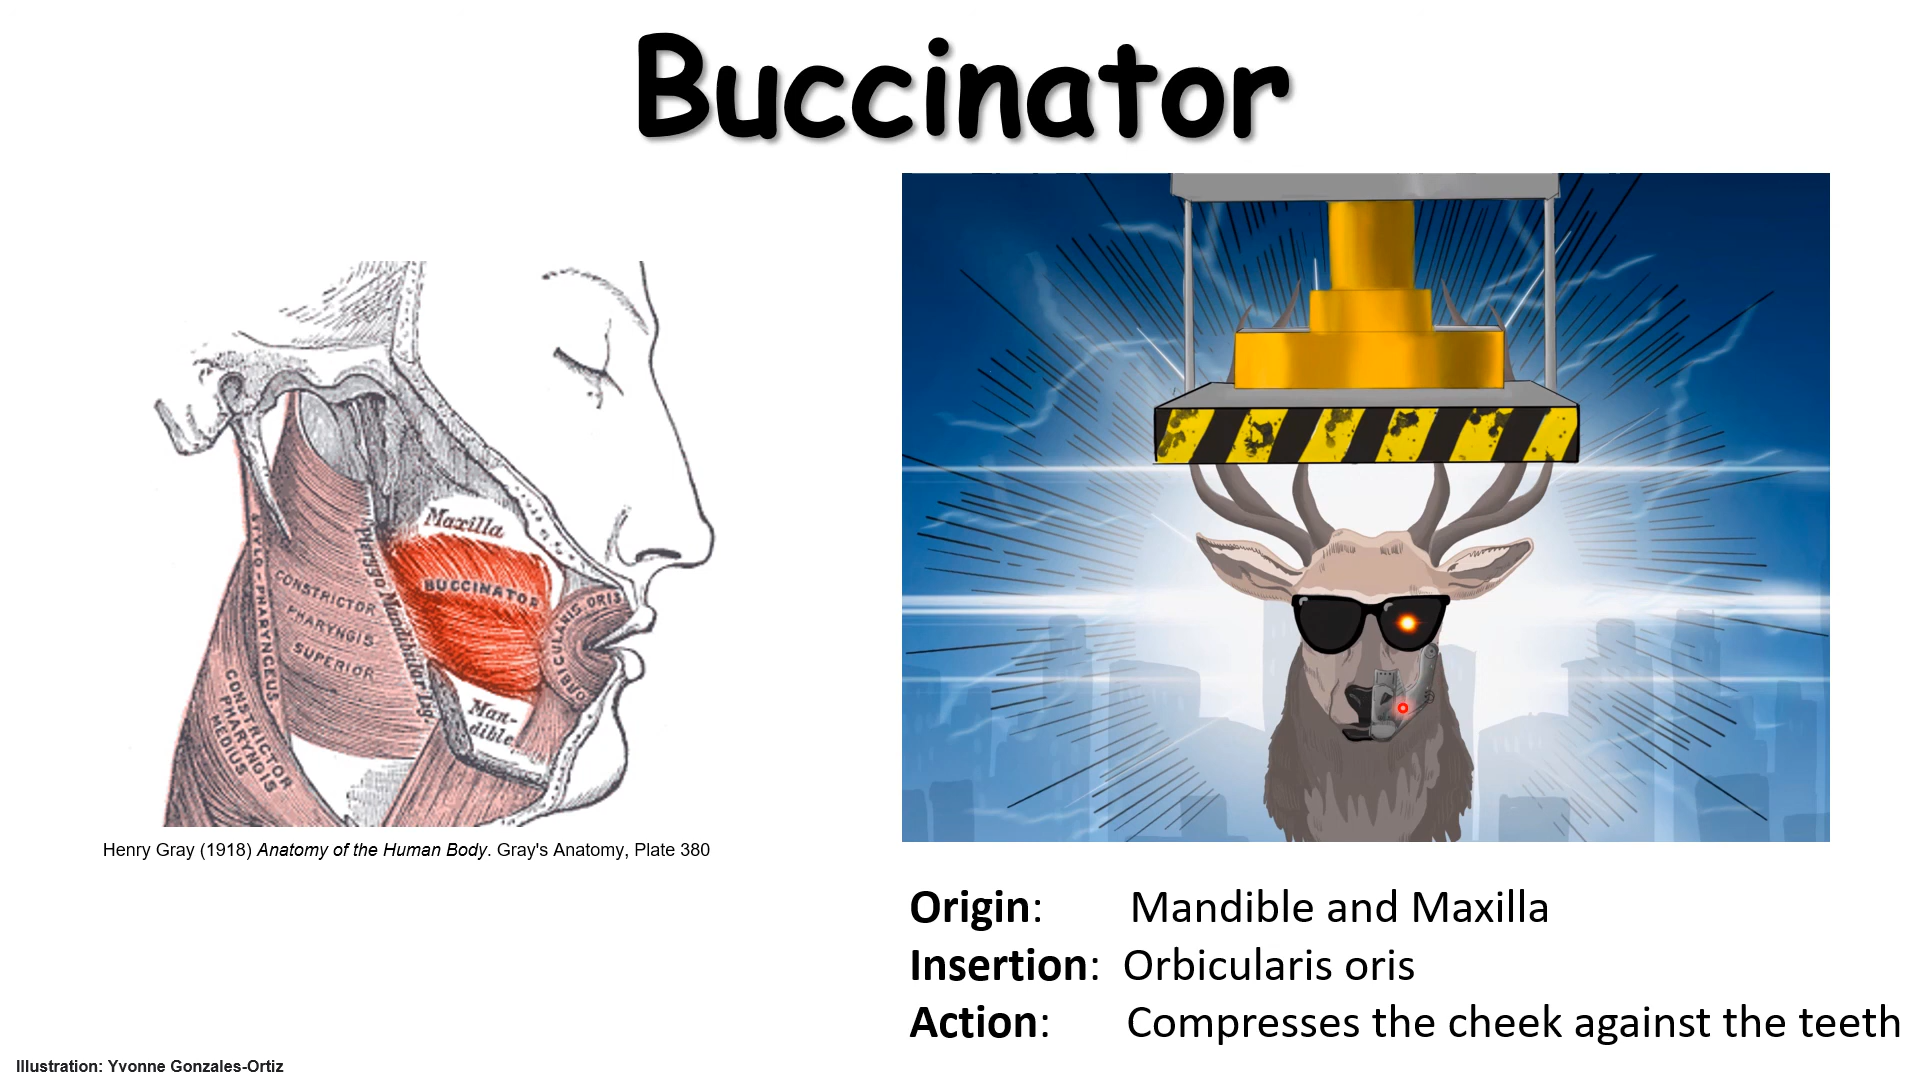 Buccinator
Maxilla
BUCCINATOR
ORBICULARIS ORIS
Man-
dible
Pterygo Mandibular Lig.
STYLO-PHARYNGEUS
CONSTRICTOR
PHARYNGIS
SUPERIOR
CONSTRICTOR
PHARYNGIS
MEDIUS
Henry Gray (1918) Anatomy of the Human Body. Gray's Anatomy, Plate 380
Origin: Mandible and Maxilla
Insertion: Orbicularis oris
Action: Compresses the cheek against the teeth
Illustration: Yvonne Gonzales-Ortiz